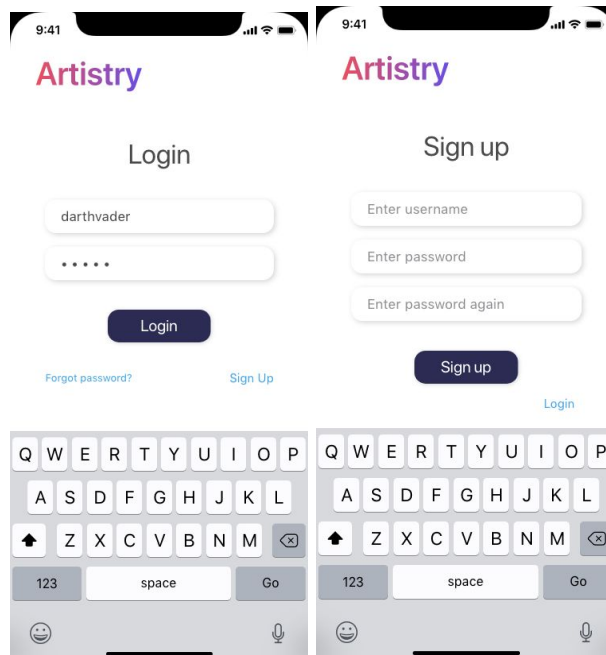 9:41
Artistry
Login
darthvader
•••••
Login
Forgot password? Sign Up
Q W E R T Y U I O P
A S D F G H J K L
Z X C V B N M
123 space Go
9:41
Artistry
Sign up
Enter username
Enter password
Enter password again
Sign up
Login
Q W E R T Y U I O P
A S D F G H J K L
Z X C V B N M
123 space Go